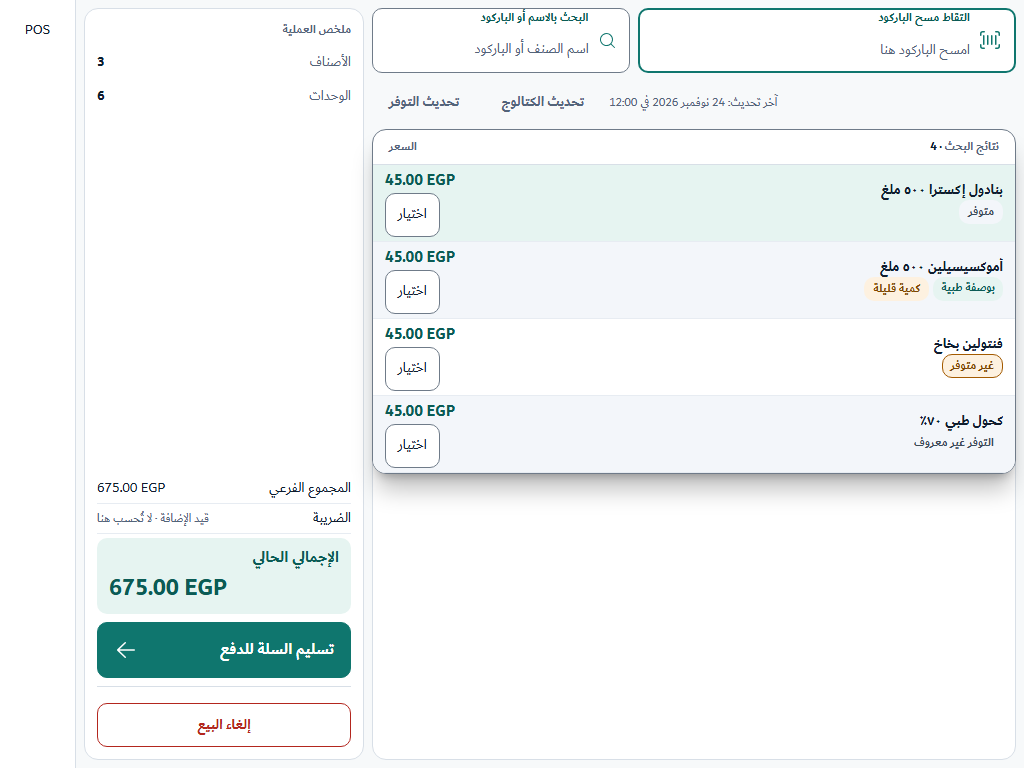 التقاط مسح الباركود
امسح الباركود هنا
البحث بالاسم أو الباركود
اسم الصنف أو الباركود
آخر تحديث: 24 نوفمبر 2026 في 12:00
تحديث الكتالوج
تحديث التوفر
نتائج البحث · 4
السعر
بنادول إكسترا ٥٠٠ ملغ
متوفر
45.00 EGP
اختيار
أموكسيسيلين ٥٠٠ ملغ
بوصفة طبية
كمية قليلة
45.00 EGP
اختيار
فنتولين بخاخ
غير متوفر
45.00 EGP
اختيار
كحول طبي ٧٠٪
التوفر غير معروف
45.00 EGP
اختيار
ملخص العملية
الأصناف 3
الوحدات 6
المجموع الفرعي 675.00 EGP
الضريبة قيد الإضافة · لا تُحسب هنا
الإجمالي الحالي
675.00 EGP
تسليم السلة للدفع
إلغاء البيع
POS